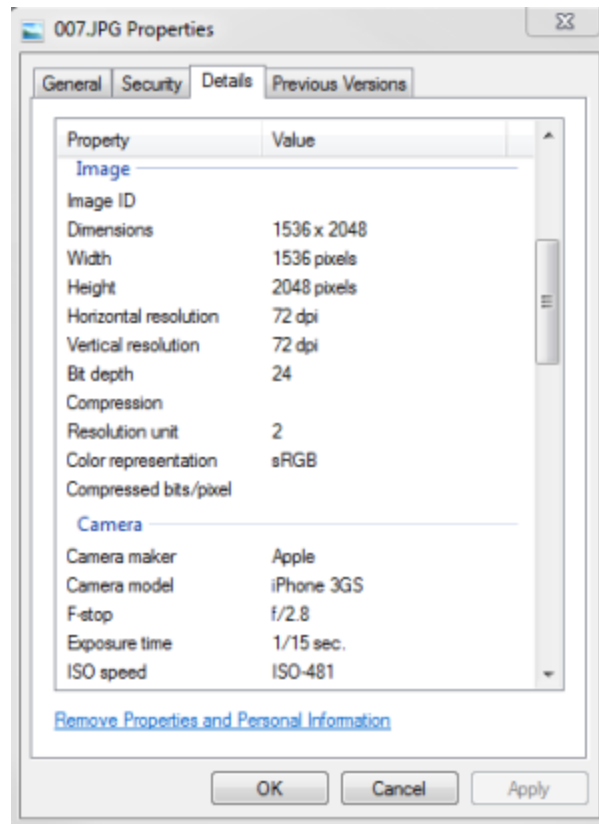 007.JPG Properties
General Security Details Previous Versions
Property Value
Image
Image ID
Dimensions 1536 x 2048
Width 1536 pixels
Height 2048 pixels
Horizontal resolution 72 dpi
Vertical resolution 72 dpi
Bit depth 24
Compression
Resolution unit 2
Color representation sRGB
Compressed bits/pixel
Camera
Camera maker Apple
Camera model iPhone 3GS
F-stop f/2.8
Exposure time 1/15 sec.
ISO speed ISO-481
Remove Properties and Personal Information
OK Cancel Apply